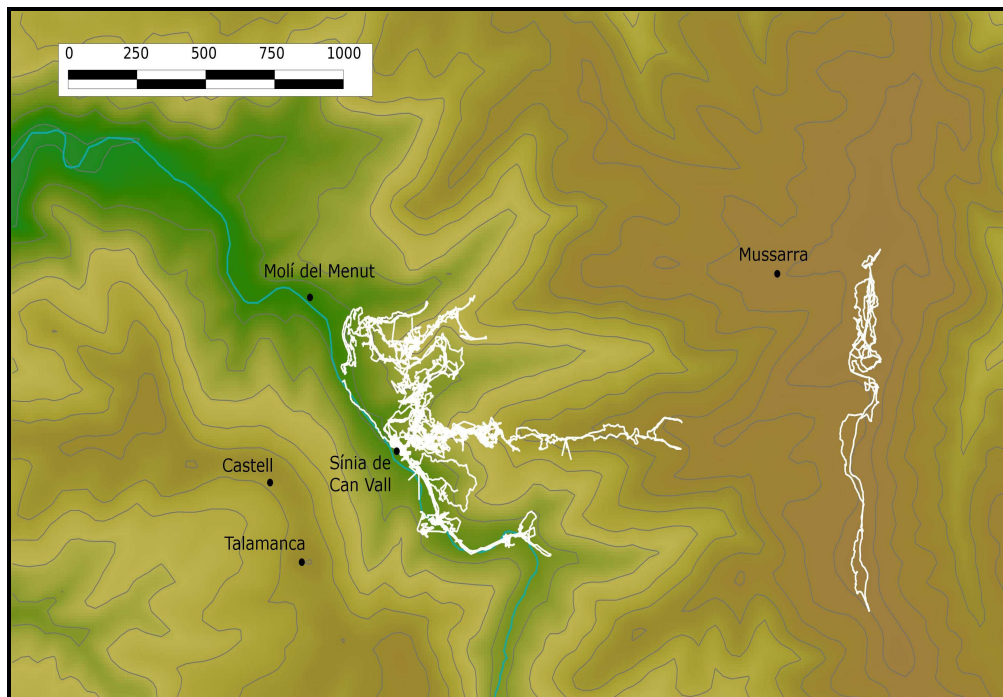 0 250 500 750 1000
Mussarra
Molí del Menut
Sínia de
Can Vall
Castell
Talamanca